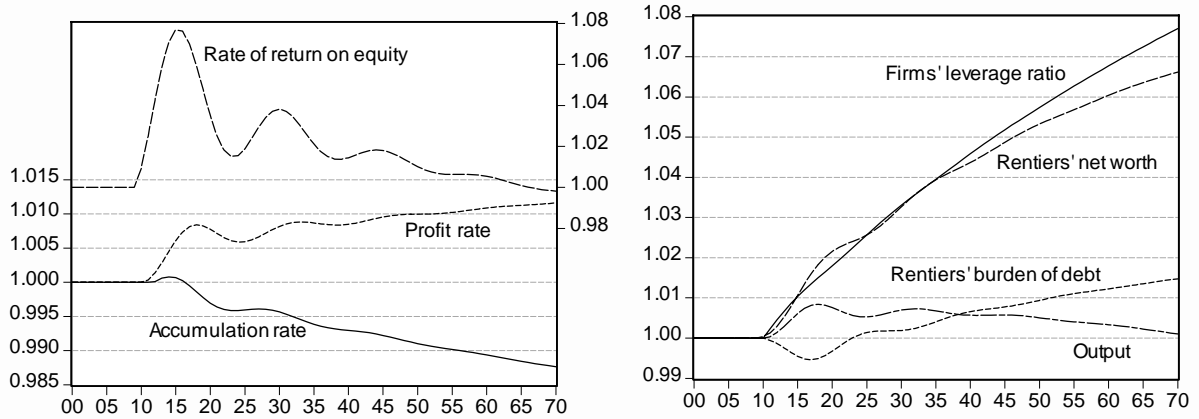 1.08
Rate of return on equity
1.06
1.04
1.02
1.015
1.00
1.010
Profit rate
0.98
1.005
1.000
0.995
Accumulation rate
0.990
0.985
00 05 10 15 20 25 30 35 40 45 50 55 60 65 70
1.08
1.07
Firms' leverage ratio
1.06
1.05
Rentiers' net worth
1.04
1.03
1.02
Rentiers' burden of debt
1.01
1.00
Output
0.99
00 05 10 15 20 25 30 35 40 45 50 55 60 65 70